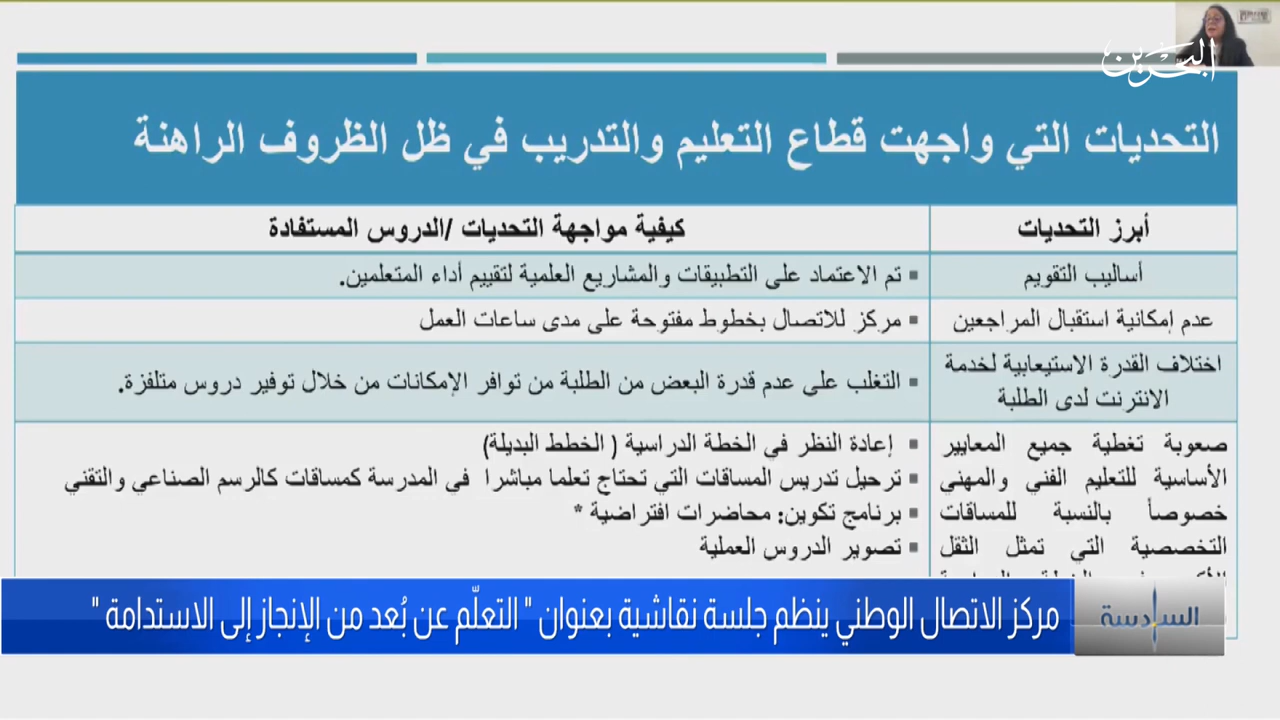 البحرين
التحديات التي واجهت قطاع التعليم والتدريب في ظل الظروف الراهنة
أبرز التحديات
كيفية مواجهة التحديات /الدروس المستفادة
أساليب التقويم
▪ تم الاعتماد على التطبيقات والمشاريع العلمية لتقييم أداء المتعلمين.
عدم إمكانية استقبال المراجعين
▪ مركز للاتصال بخطوط مفتوحة على مدى ساعات العمل
اختلاف القدرة الاستيعابية لخدمة
الانترنت لدى الطلبة
▪ التغلب على عدم قدرة البعض من الطلبة من توافر الإمكانات من خلال توفير دروس متلفزة.
صعوبة تغطية جميع المعايير
الأساسية للتعليم الفني والمهني
خصوصاً بالنسبة للمساقات
التخصصية التي تمثل الثقل
▪ إعادة النظر في الخطة الدراسية ( الخطط البديلة)
▪ ترحيل تدريس المساقات التي تحتاج تعلما مباشرا في المدرسة كمساقات كالرسم الصناعي والتقني
▪ برنامج تكوين: محاضرات افتراضية *
▪ تصوير الدروس العملية
السادسة
مركز الاتصال الوطني ينظم جلسة نقاشية بعنوان " التعلّم عن بُعد من الإنجاز إلى الاستدامة "